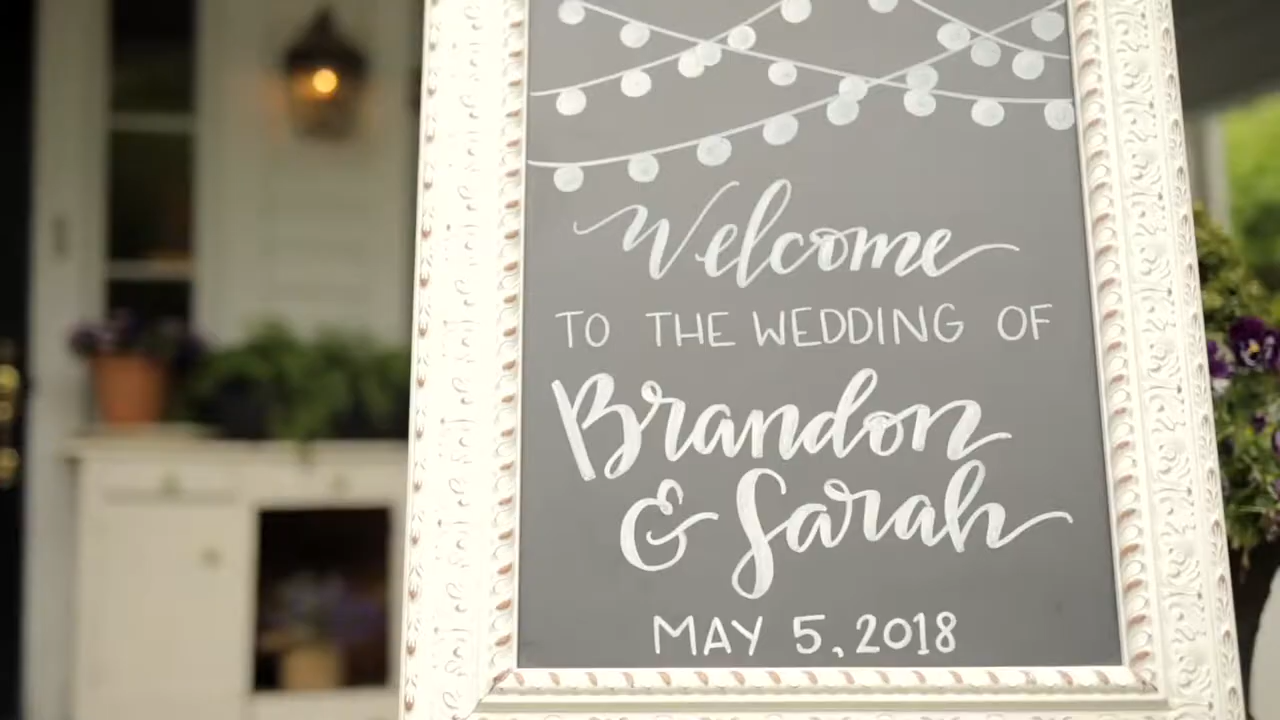 Welcome
TO THE WEDDING OF
Brandon
& Sarah
MAY 5, 2018